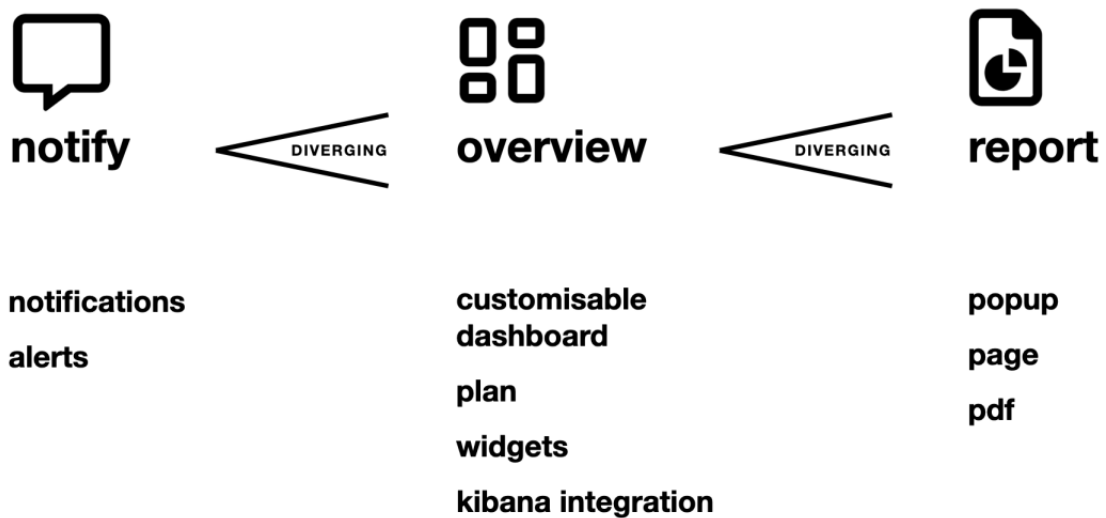 notify
DIVERGING
overview
DIVERGING
report
notifications
alerts
customisable
dashboard
plan
widgets
kibana integration
popup
page
pdf